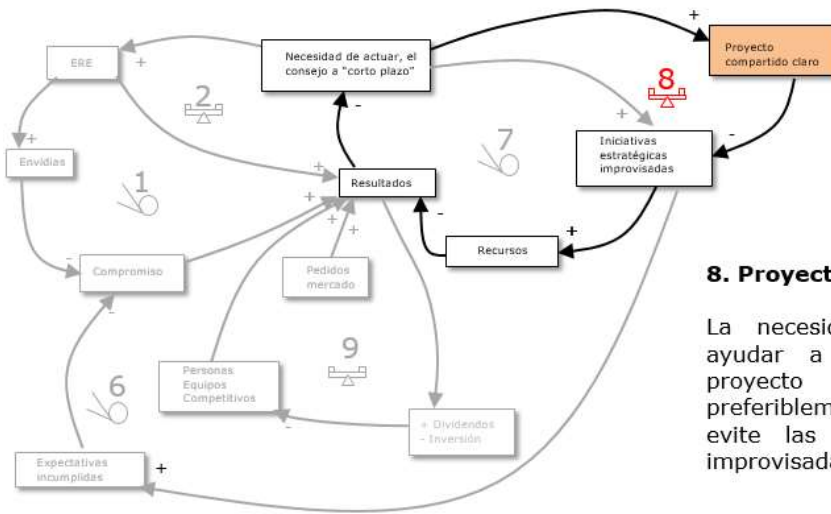 +
Necesidad de actuar, el
consejo a "corto plazo"
Proyecto
compartido claro
ERE
+
2
-
8
+
-
+
Envidias
7
Iniciativas
estratégicas
improvisadas
+
Resultados
1
+
+
+
-
+
Recursos
-
Compromiso
Pedidos
mercado
-
8. Proyect
La necesid
ayudar a
proyecto
preferiblem
evite las
improvisada
9
Personas
Equipos
Competitivos
6
-
+ Dividendos
- Inversión
Expectativas
incumplidas
+